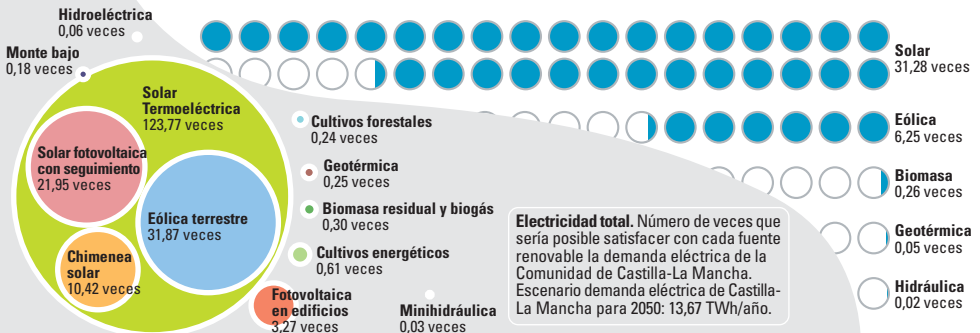 Hidroeléctrica
0,06 veces
Monte bajo
0,18 veces
Solar
Termoeléctrica
123,77 veces
Solar fotovoltaica
con seguimiento
21,95 veces
Eólica terrestre
31,87 veces
Chimenea
solar
10,42 veces
Cultivos forestales
0,24 veces
Geotérmica
0,25 veces
Biomasa residual y biogás
0,30 veces
Cultivos energéticos
0,61 veces
Fotovoltaica
en edificios
3,27 veces
Minihidráulica
0,03 veces
Electricidad total. Número de veces que
sería posible satisfacer con cada fuente
renovable la demanda eléctrica de la
Comunidad de Castilla-La Mancha.
Escenario demanda eléctrica de Castilla-
La Mancha para 2050: 13,67 TWh/año.
Solar
31,28 veces
Eólica
6,25 veces
Biomasa
0,26 veces
Geotérmica
0,05 veces
Hidráulica
0,02 veces